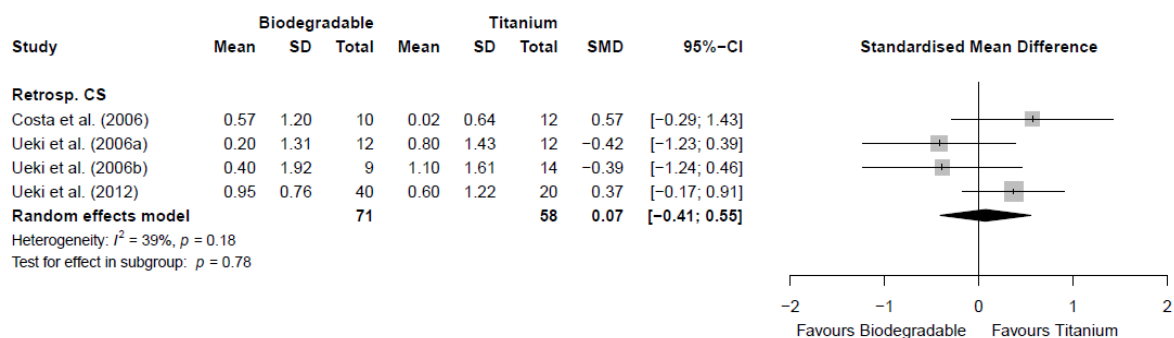 Biodegradable Titanium
Study Mean SD Total Mean SD Total SMD 95%−CI Standardised Mean Difference
Retrosp. CS
Costa et al. (2006) 0.57 1.20 10 0.02 0.64 12 0.57 [−0.29; 1.43]
Ueki et al. (2006a) 0.20 1.31 12 0.80 1.43 12 −0.42 [−1.23; 0.39]
Ueki et al. (2006b) 0.40 1.92 9 1.10 1.61 14 −0.39 [−1.24; 0.46]
Ueki et al. (2012) 0.95 0.76 40 0.60 1.22 20 0.37 [−0.17; 0.91]
Random effects model 71 58 0.07 [−0.41; 0.55]
Heterogeneity: I² = 39%, p = 0.18
Test for effect in subgroup: p = 0.78
−2 −1 0 1 2
Favours Biodegradable Favours Titanium